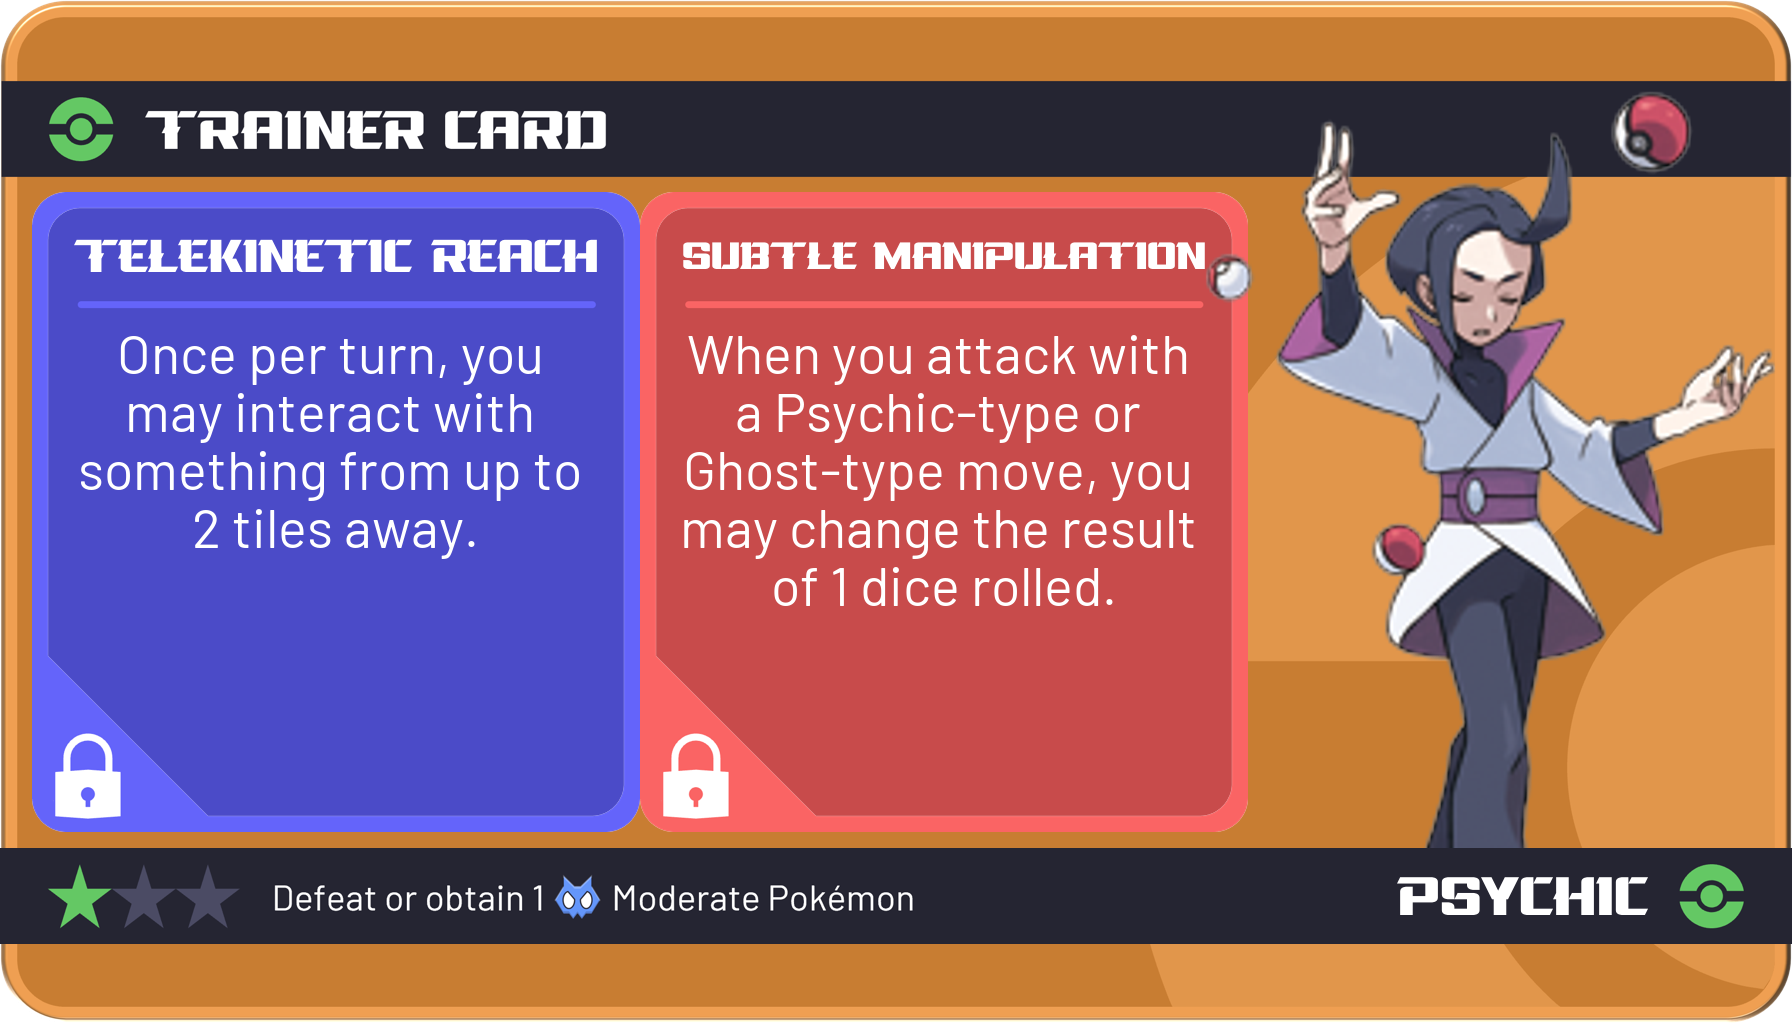 TRAINER CARD
TELEKINETIC REACH
Once per turn, you
may interact with
something from up to
2 tiles away.
SUBTLE MANIPULATION
When you attack with
a Psychic-type or
Ghost-type move, you
may change the result
of 1 dice rolled.
Defeat or obtain 1 Moderate Pokémon
PSYCHIC